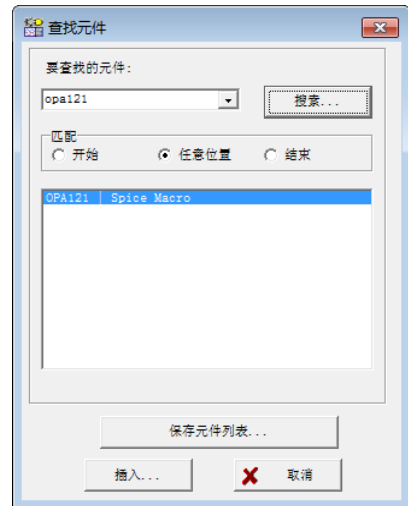 查找元件
要查找的元件:
opa121
搜索...
匹配
开始 任意位置 结束
OPA121 | Spice Macro
保存元件列表...
插入... 取消